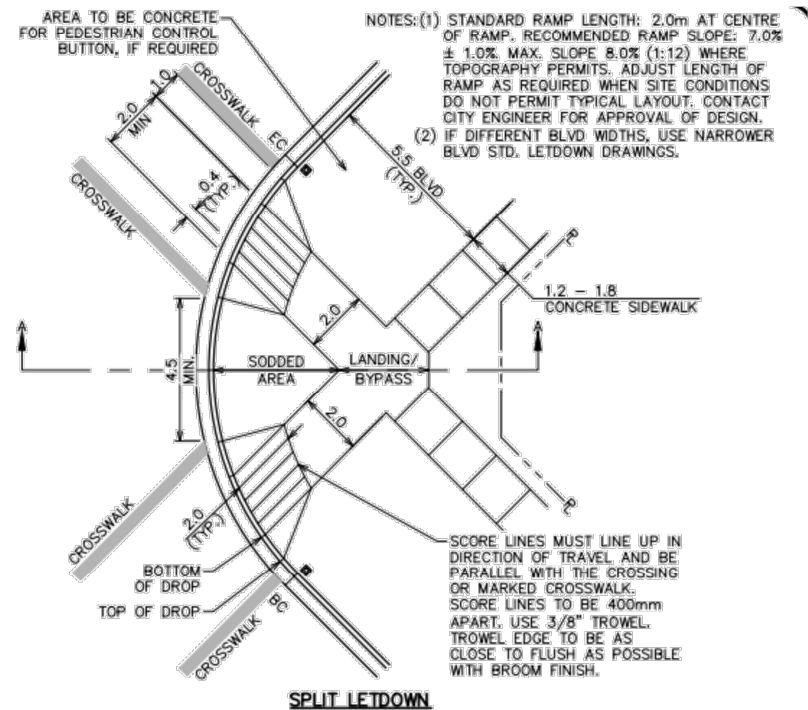 AREA TO BE CONCRETE
FOR PEDESTRIAN CONTROL
BUTTON, IF REQUIRED
NOTES: (1) STANDARD RAMP LENGTH: 2.0m AT CENTRE
OF RAMP. RECOMMENDED RAMP SLOPE: 7.0%
± 1.0%. MAX. SLOPE 8.0% (1:12) WHERE
TOPOGRAPHY PERMITS. ADJUST LENGTH OF
RAMP AS REQUIRED WHEN SITE CONDITIONS
DO NOT PERMIT TYPICAL LAYOUT. CONTACT
CITY ENGINEER FOR APPROVAL OF DESIGN.
(2) IF DIFFERENT BLVD WIDTHS, USE NARROWER
BLVD STD. LETDOWN DRAWINGS.
1.0
2.0
MIN
CROSSWALK
EC
0.4
(TYP.)
CROSSWALK
5.5 BLVD
(TYP.)
PL
1.2 - 1.8
CONCRETE SIDEWALK
A
A
2.0
4.5
MIN.
SODDED
AREA
LANDING/
BYPASS
2.0
2.0
(TYP.)
CROSSWALK
PL
BOTTOM
OF DROP
TOP OF DROP
BC
CROSSWALK
SCORE LINES MUST LINE UP IN
DIRECTION OF TRAVEL AND BE
PARALLEL WITH THE CROSSING
OR MARKED CROSSWALK.
SCORE LINES TO BE 400mm
APART. USE 3/8" TROWEL.
TROWEL EDGE TO BE AS
CLOSE TO FLUSH AS POSSIBLE
WITH BROOM FINISH.
SPLIT LETDOWN